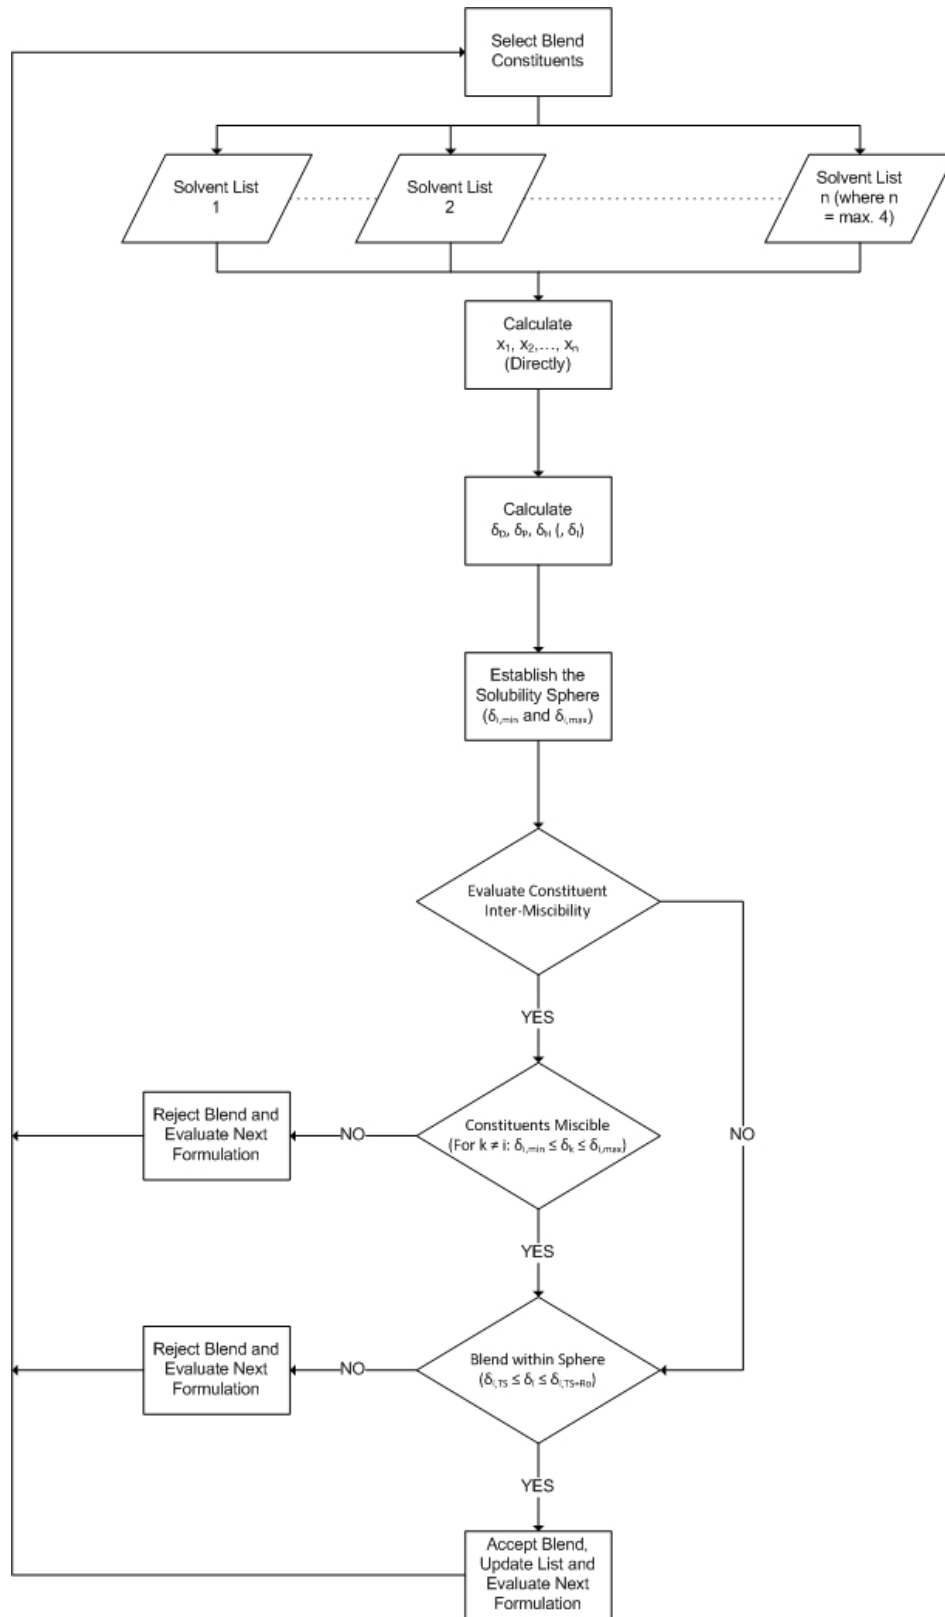 Select Blend
Constituents
Solvent List
1
Solvent List
2
Solvent List
n (where n
= max. 4)
Calculate
x₁, x₂,..., xₙ
(Directly)
Calculate
δD, δP, δH (, δI)
Establish the
Solubility Sphere
(δi,min and δi,max)
Evaluate Constituent
Inter-Miscibility
YES
NO
Constituents Miscible
(For k ≠ i: δi,min ≤ δk ≤ δi,max)
NO
Reject Blend and
Evaluate Next
Formulation
YES
Blend within Sphere
(δi,TS ≤ δi ≤ δi,TS+Ro)
NO
Reject Blend and
Evaluate Next
Formulation
YES
Accept Blend,
Update List and
Evaluate Next
Formulation